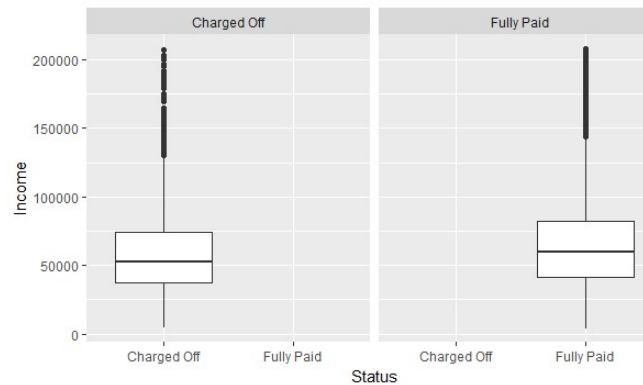 Charged Off Fully Paid
200000
150000
Income
100000
50000
0
Charged Off Fully Paid Charged Off Fully Paid
Status